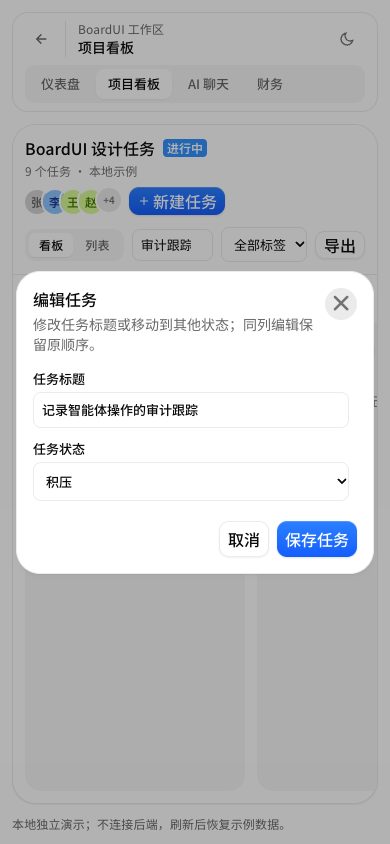 BoardUI 工作区
项目看板
仪表盘 项目看板 AI 聊天 财务
BoardUI 设计任务 进行中
9 个任务 · 本地示例
张 李 王 赵 +4 + 新建任务
看板 列表 审计跟踪 全部标签 导出
编辑任务
修改任务标题或移动到其他状态；同列编辑保
留原顺序。
任务标题
记录智能体操作的审计跟踪
任务状态
积压
取消 保存任务
本地独立演示；不连接后端，刷新后恢复示例数据。